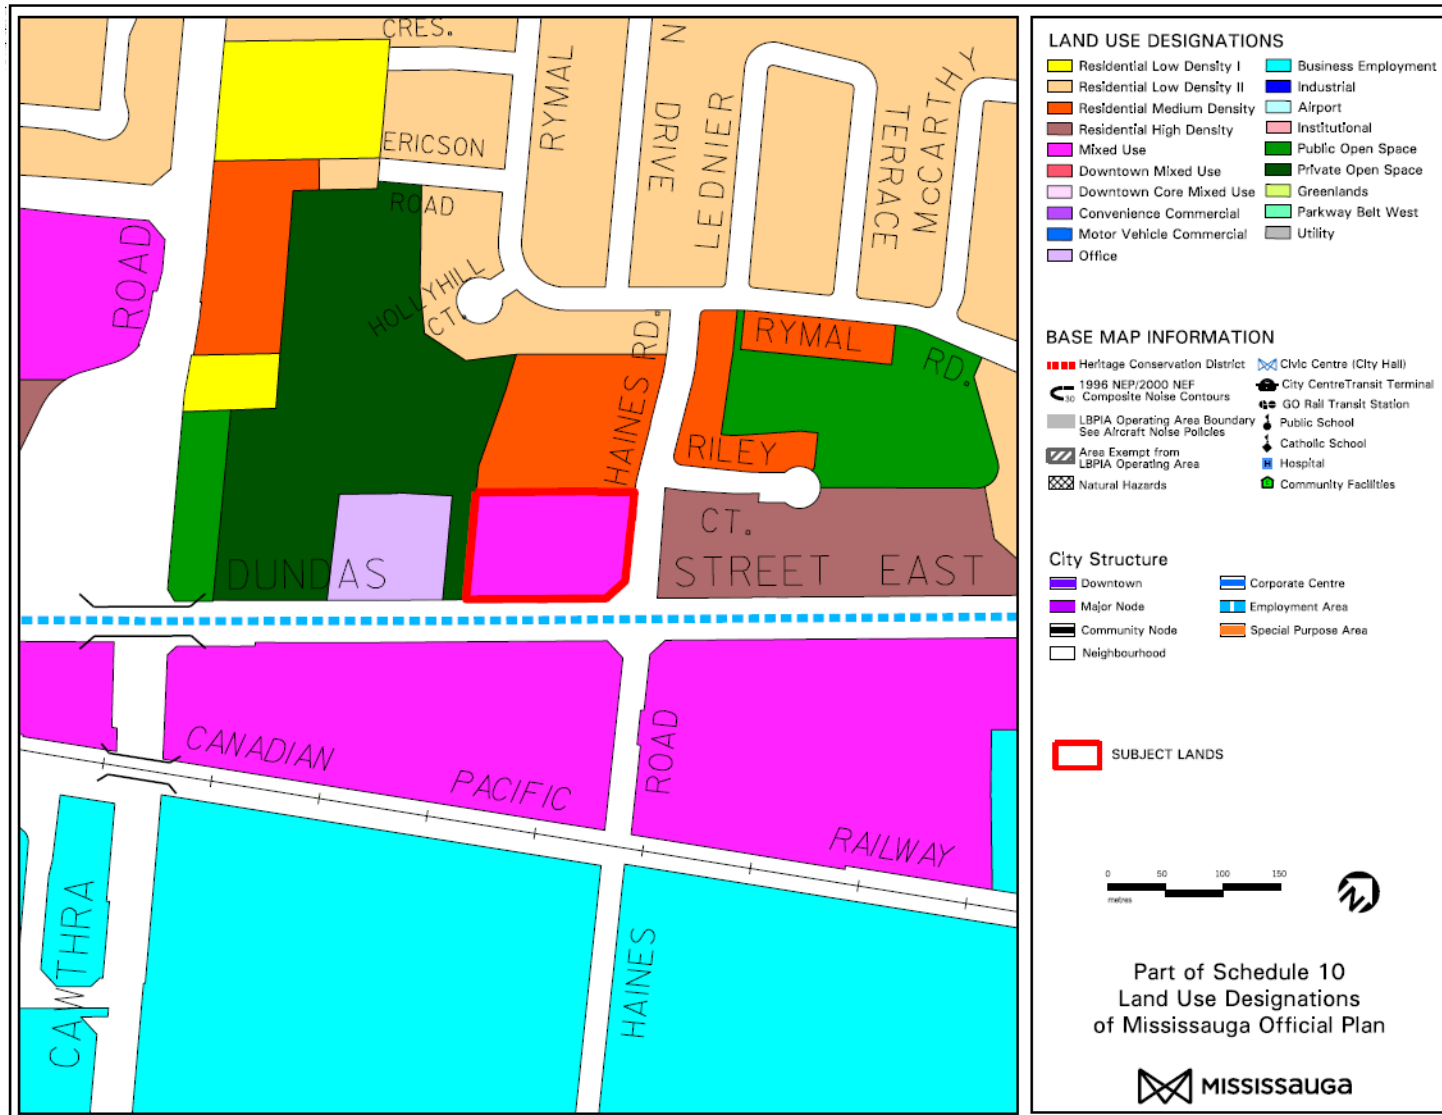 CRES.
RYMAL
N
DRIVE
LEDNIER
TERRACE
McCARTHY
ERICSON
ROAD
ROAD
HOLLYHILL
CT.
HAINES RD.
RYMAL
RD.
RILEY
CT.
DUNDAS
STREET EAST
CANADIAN
PACIFIC
RAILWAY
ROAD
HAINES
CAWTHRA
LAND USE DESIGNATIONS
Residential Low Density I
Residential Low Density II
Residential Medium Density
Residential High Density
Mixed Use
Downtown Mixed Use
Downtown Core Mixed Use
Convenience Commercial
Motor Vehicle Commercial
Office
Business Employment
Industrial
Airport
Institutional
Public Open Space
Private Open Space
Greenlands
Parkway Belt West
Utility
BASE MAP INFORMATION
Heritage Conservation District
30
1996 NEP/2000 NEF
Composite Noise Contours
LBPIA Operating Area Boundary
See Aircraft Noise Policies
Area Exempt from
LBPIA Operating Area
Natural Hazards
Civic Centre (City Hall)
City CentreTransit Terminal
GO Rail Transit Station
Public School
Catholic School
H
Hospital
Community Facilities
City Structure
Downtown
Major Node
Community Node
Neighbourhood
Corporate Centre
Employment Area
Special Purpose Area
SUBJECT LANDS
0 50 100 150
metres
N
Part of Schedule 10
Land Use Designations
of Mississauga Official Plan
MISSISSAUGA